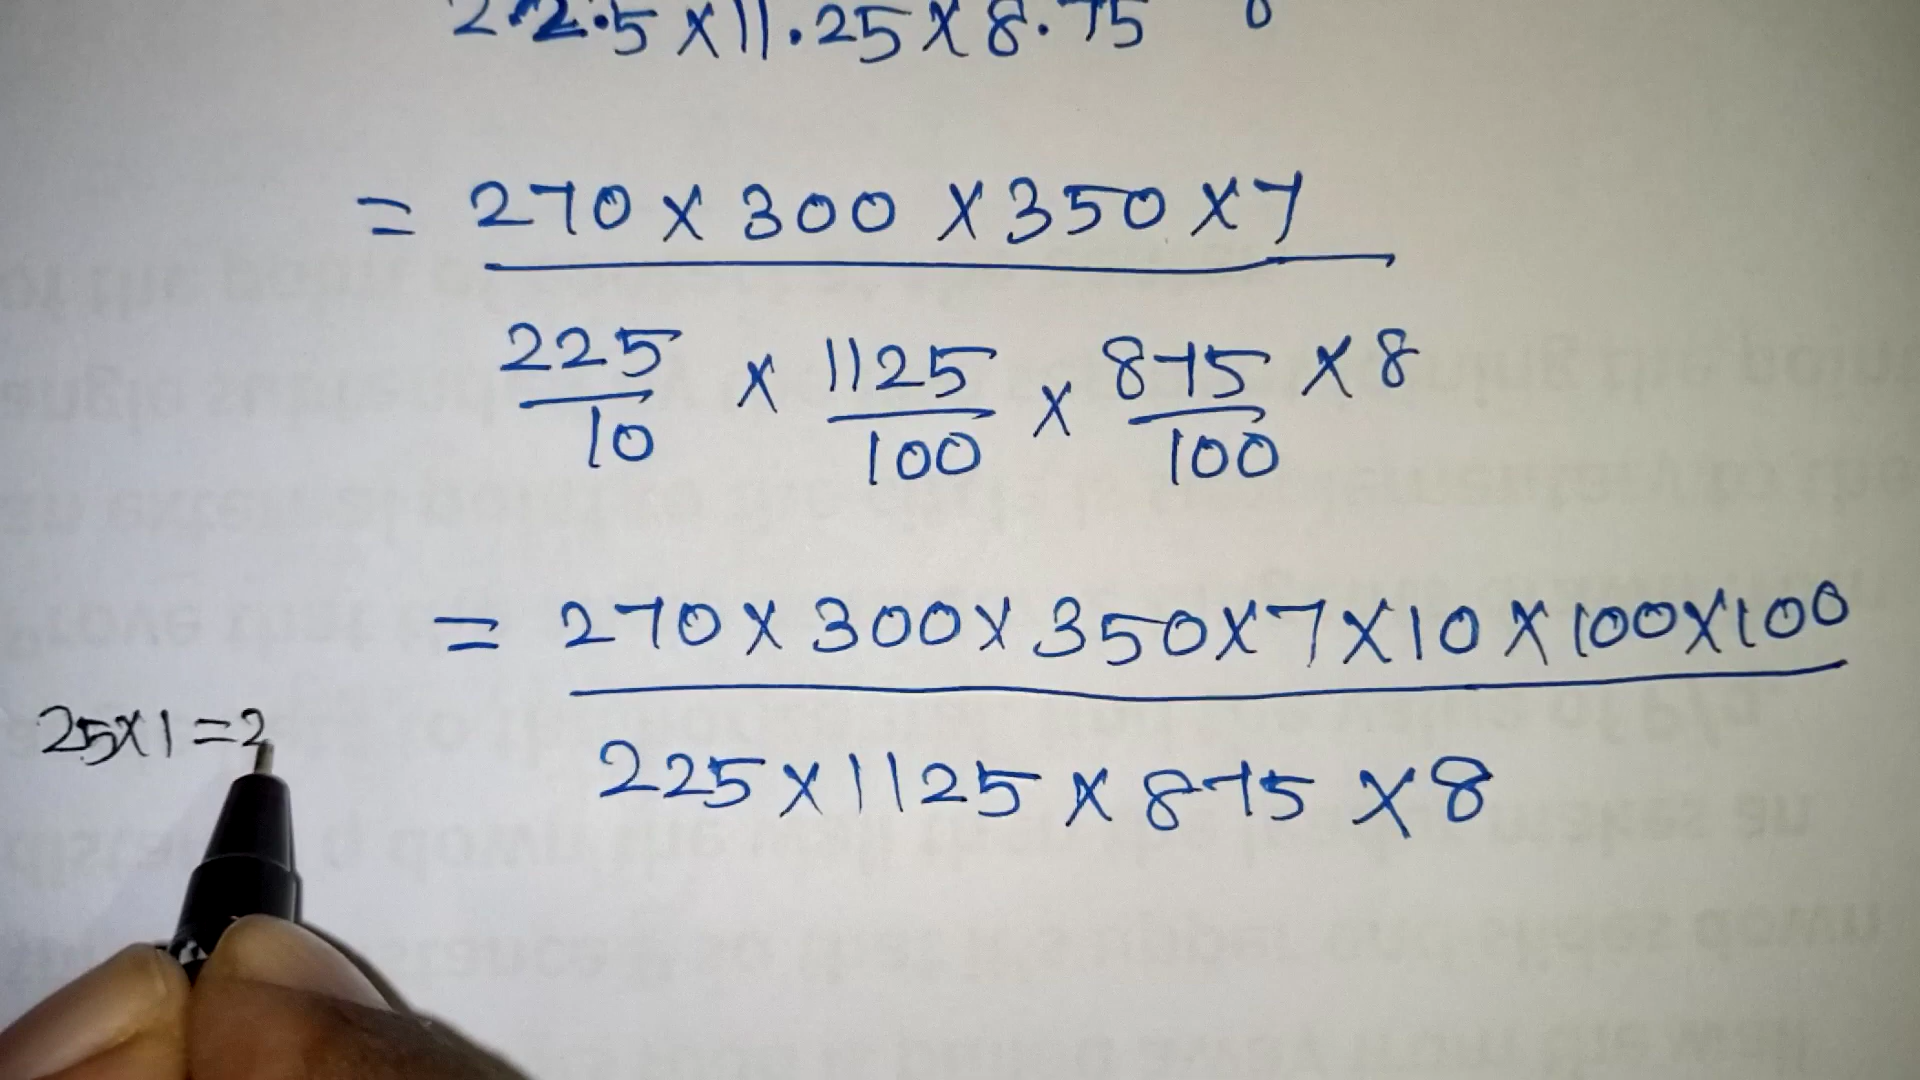 22.5 × 11.25 × 8.75
= 270 × 300 × 350 × 7
225 × 1125 × 875 × 8
10 100 100
= 270 × 300 × 350 × 7 × 10 × 100 × 100
25×1=2
225 × 1125 × 875 × 8